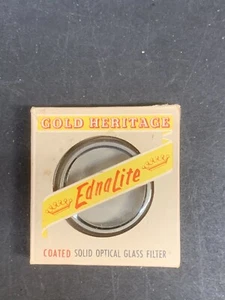 GOLD HERITAGE
EdnaLite
COATED SOLID OPTICAL GLASS FILTER